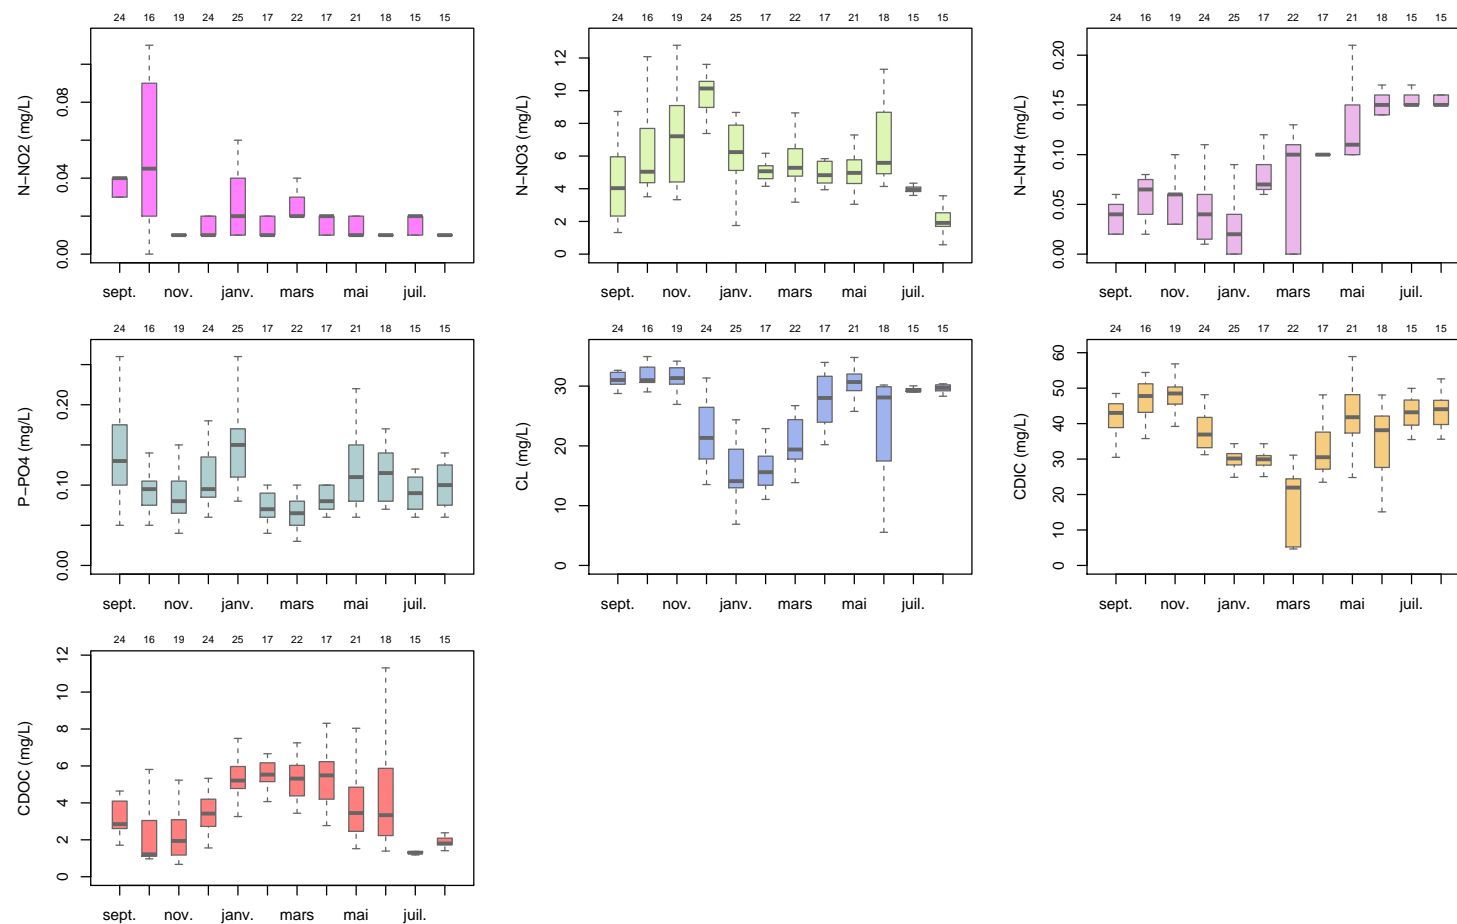 24 16 19 24 25 17 22 17 21 18 15 15
N−NO2 (mg/L)
0.00 0.04 0.08
sept. nov. janv. mars mai juil.
24 16 19 24 25 17 22 17 21 18 15 15
N−NO3 (mg/L)
0 2 4 6 8 10 12
sept. nov. janv. mars mai juil.
24 16 19 24 25 17 22 17 21 18 15 15
N−NH4 (mg/L)
0.00 0.05 0.10 0.15 0.20
sept. nov. janv. mars mai juil.
24 16 19 24 25 17 22 17 21 18 15 15
P−PO4 (mg/L)
0.00 0.10 0.20
sept. nov. janv. mars mai juil.
24 16 19 24 25 17 22 17 21 18 15 15
CL (mg/L)
0 10 20 30
sept. nov. janv. mars mai juil.
24 16 19 24 25 17 22 17 21 18 15 15
CDIC (mg/L)
0 10 20 30 40 50 60
sept. nov. janv. mars mai juil.
24 16 19 24 25 17 22 17 21 18 15 15
CDOC (mg/L)
0 2 4 6 8 10 12
sept. nov. janv. mars mai juil.